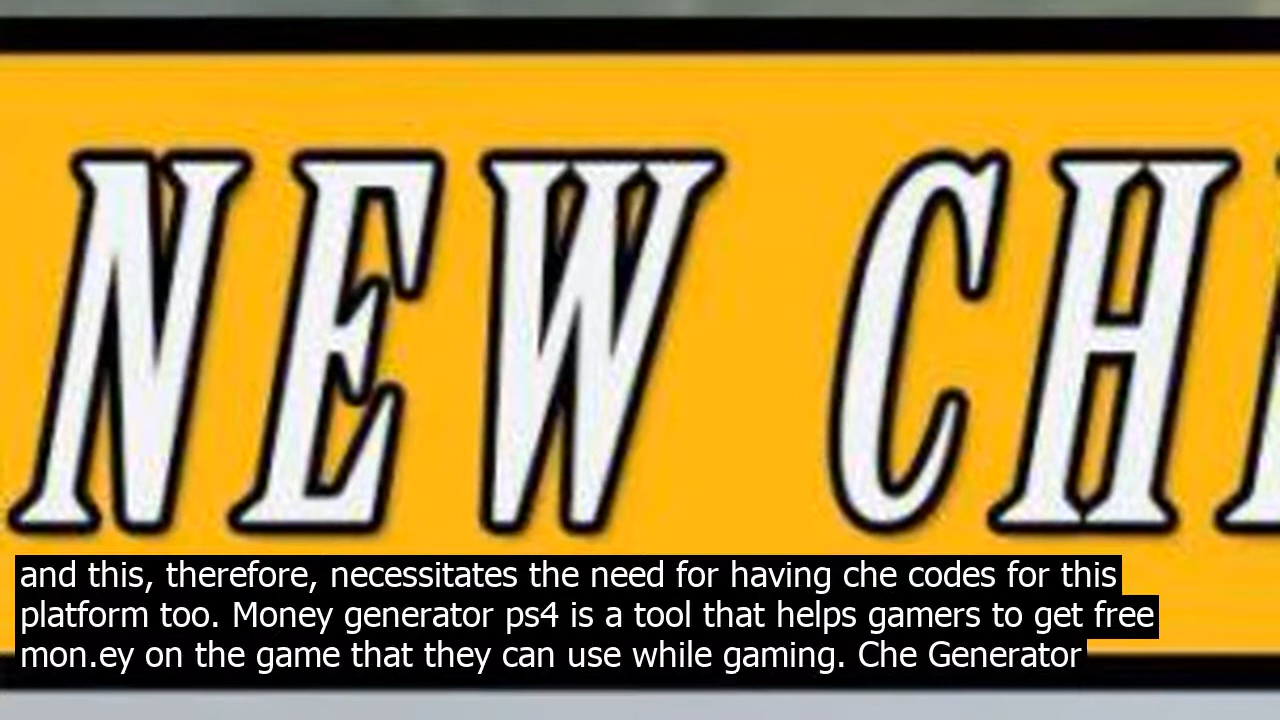 NEW CH
and this, therefore, necessitates the need for having che codes for this
platform too. Money generator ps4 is a tool that helps gamers to get free
mon.ey on the game that they can use while gaming. Che Generator